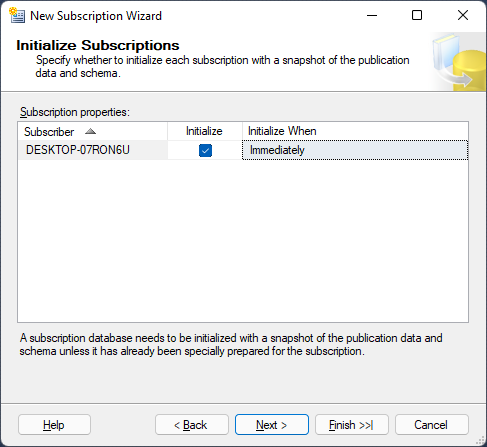 New Subscription Wizard
Initialize Subscriptions
Specify whether to initialize each subscription with a snapshot of the publication
data and schema.
Subscription properties:
Subscriber Initialize Initialize When
DESKTOP-07RON6U Immediately
A subscription database needs to be initialized with a snapshot of the publication data and
schema unless it has already been specially prepared for the subscription.
Help < Back Next > Finish >>| Cancel